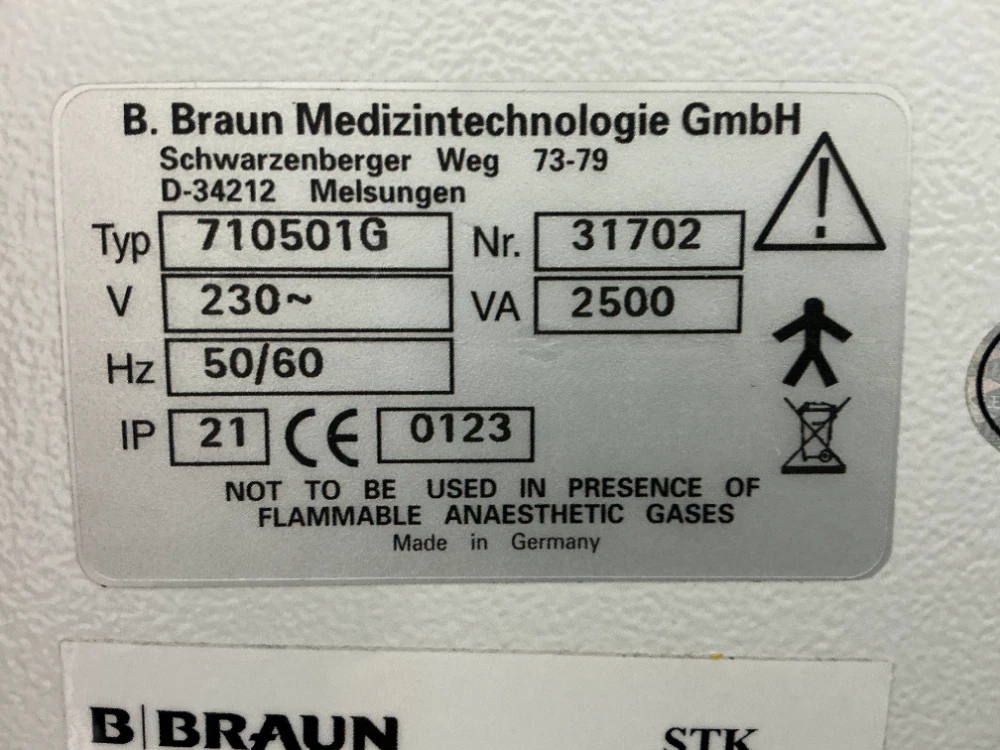 B. Braun Medizintechnologie GmbH
Schwarzenberger Weg 73-79
D-34212 Melsungen
Typ 710501G Nr. 31702
V 230~ VA 2500
Hz 50/60
IP 21 CE 0123
NOT TO BE USED IN PRESENCE OF
FLAMMABLE ANAESTHETIC GASES
Made in Germany
B|BRAUN STK